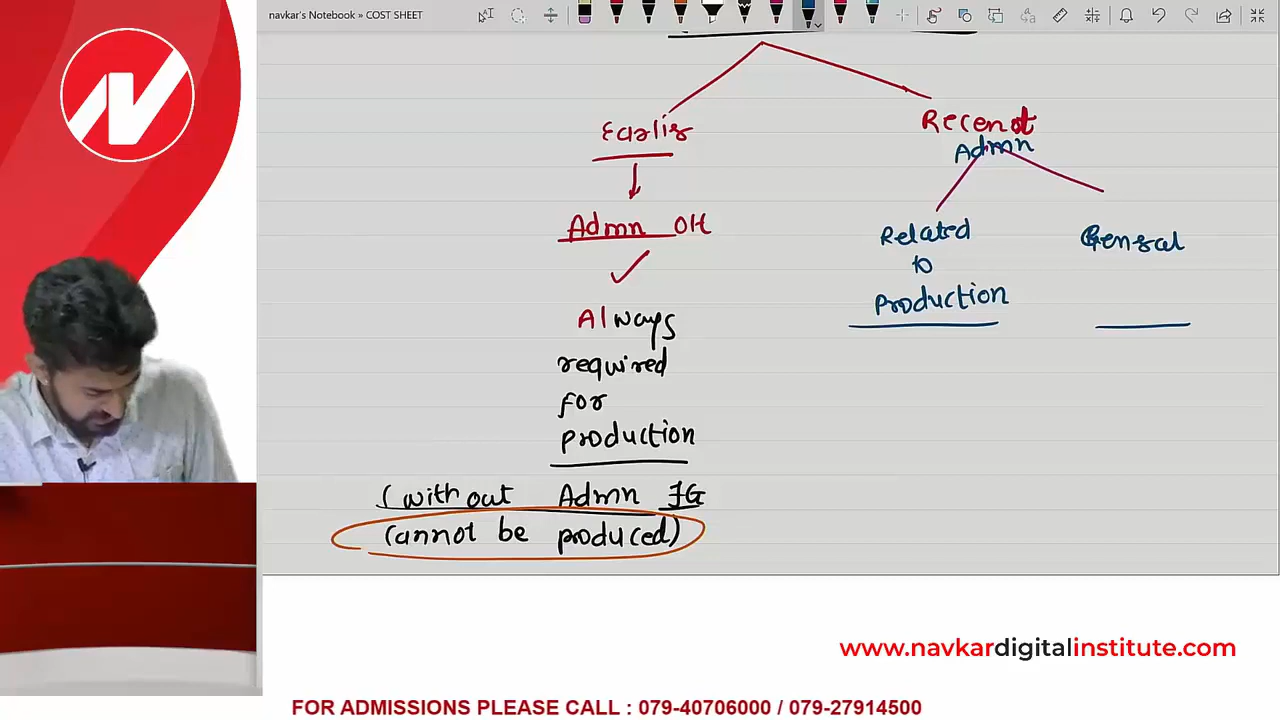 navkar's Notebook » COST SHEET
Earlier
Recent
Admn
Admn OH
Related
to
Production
General
Always
required
for
production
(without Admn FG
cannot be produced)
www.navkardigitalinstitute.com
FOR ADMISSIONS PLEASE CALL : 079-40706000 / 079-27914500